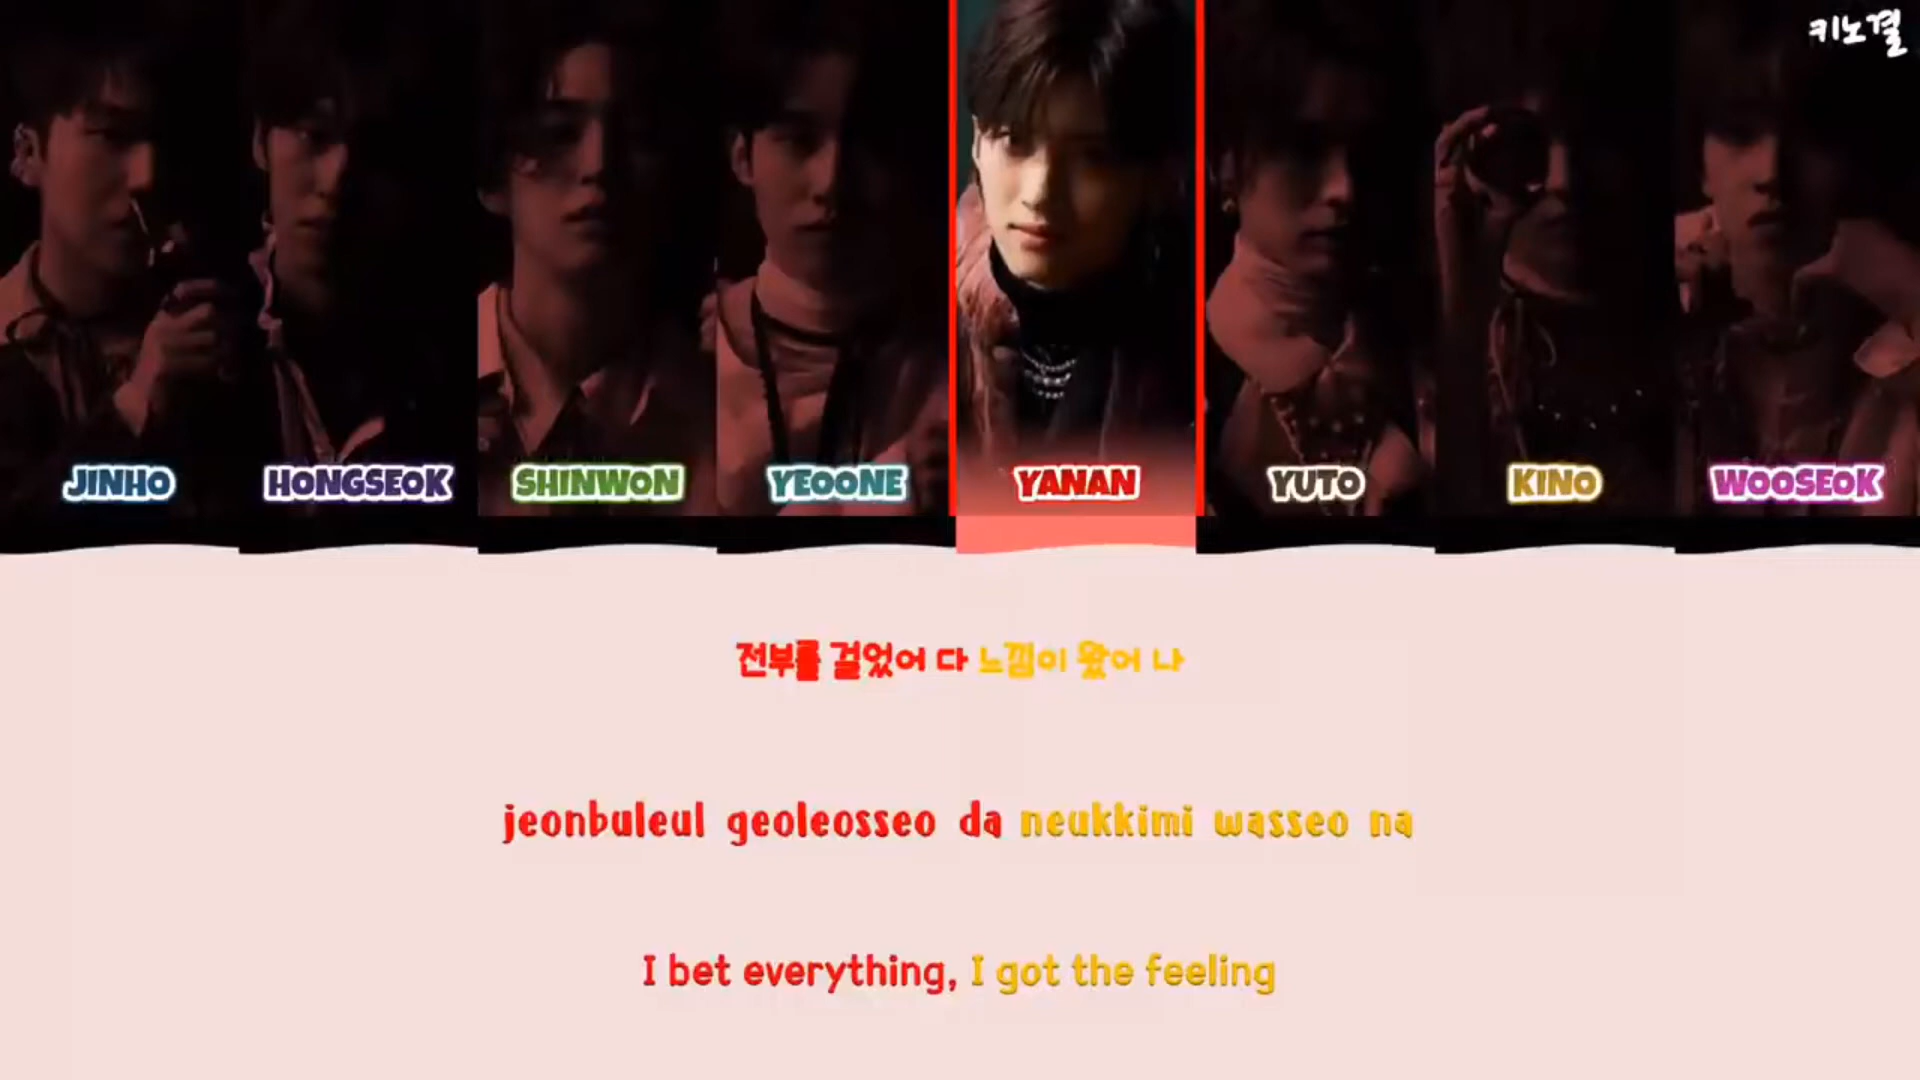 키노결
JINHO HONGSEOK SHINWON YEOONE YANAN YUTO KINO WOOSEOK
전부를 걸었어 다 느낌이 왔어 나
jeonbuleul geoleosseo da neukkimi wasseo na
I bet everything, I got the feeling